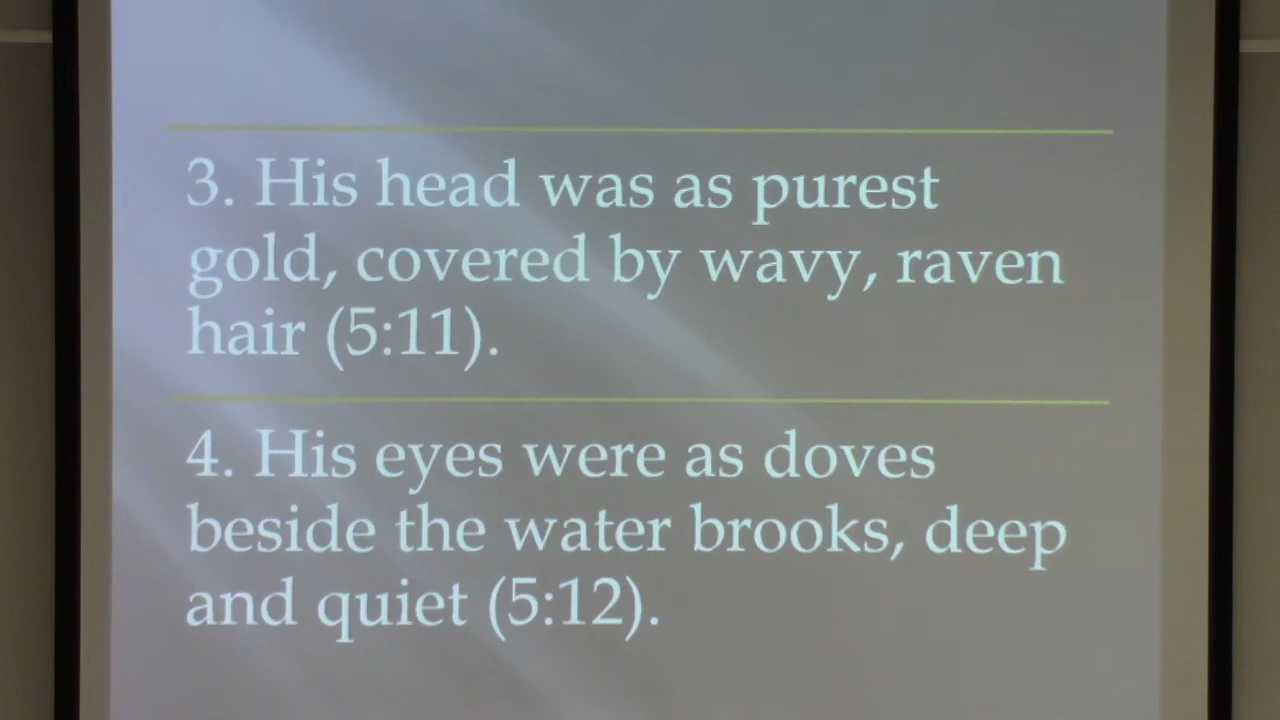 3. His head was as purest
gold, covered by wavy, raven
hair (5:11).
4. His eyes were as doves
beside the water brooks, deep
and quiet (5:12).